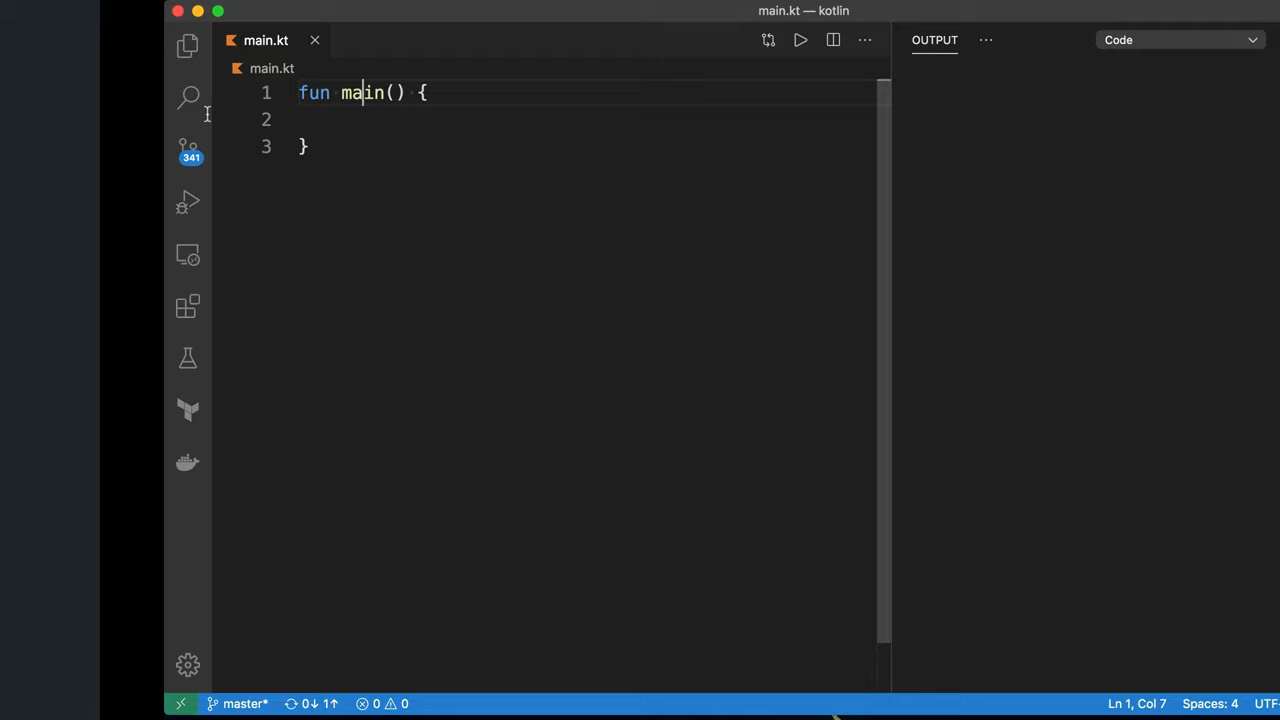 main.kt — kotlin
main.kt
OUTPUT
Code
main.kt
1 fun main() {
2
3 }
341
master* 0↓ 1↑ 0 0 Ln 1, Col 7 Spaces: 4 UTF